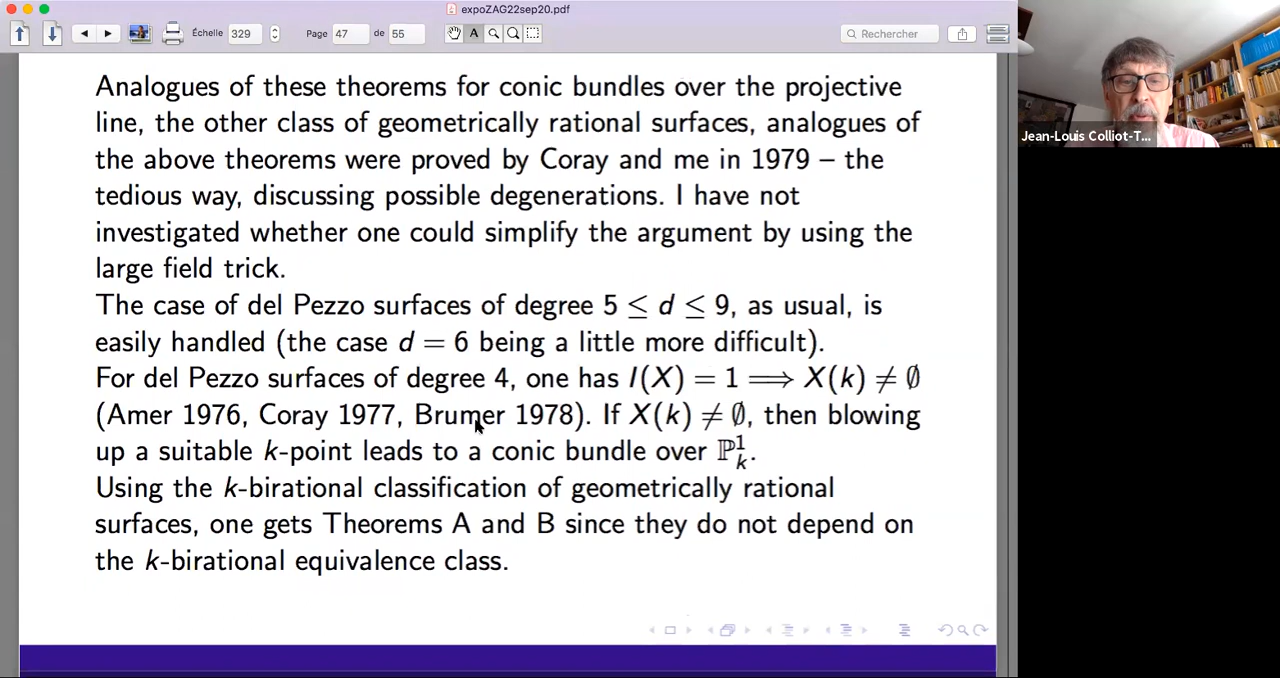 expoZAG22sep20.pdf
Échelle 329 Page 47 de 55 Rechercher
Analogues of these theorems for conic bundles over the projective
line, the other class of geometrically rational surfaces, analogues of
the above theorems were proved by Coray and me in 1979 – the
tedious way, discussing possible degenerations. I have not
investigated whether one could simplify the argument by using the
large field trick.
The case of del Pezzo surfaces of degree 5 ≤ d ≤ 9, as usual, is
easily handled (the case d = 6 being a little more difficult).
For del Pezzo surfaces of degree 4, one has I(X) = 1 ⟹ X(k) ≠ ∅
(Amer 1976, Coray 1977, Brumer 1978). If X(k) ≠ ∅, then blowing
up a suitable k-point leads to a conic bundle over ℙ¹ₖ.
Using the k-birational classification of geometrically rational
surfaces, one gets Theorems A and B since they do not depend on
the k-birational equivalence class.
Jean-Louis Colliot-T...